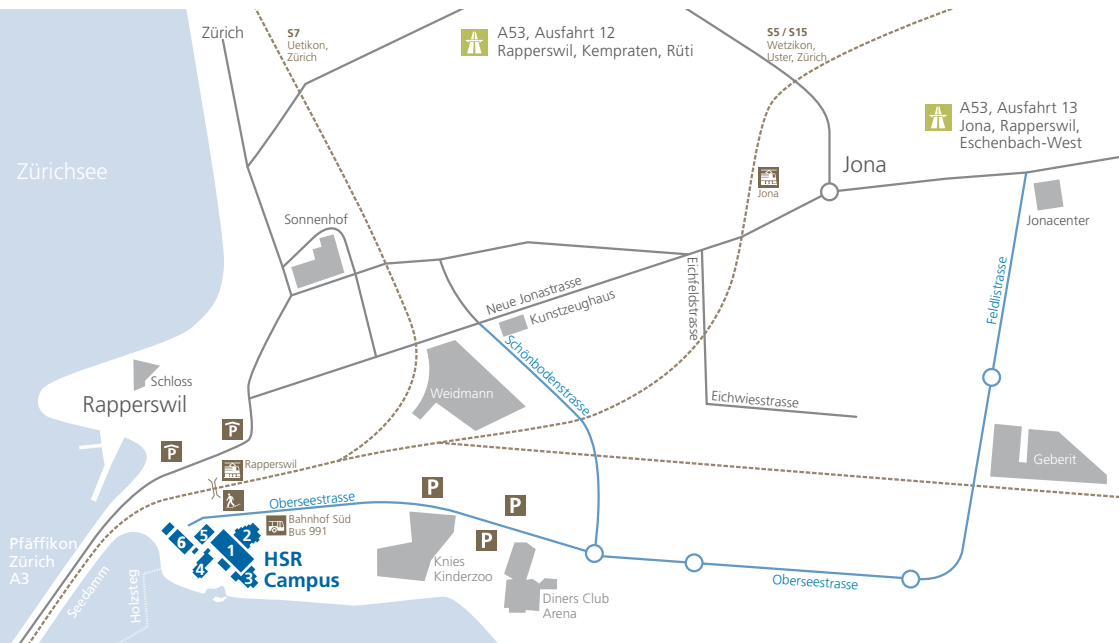 Zürich
S7
Uetikon,
Zürich
A53, Ausfahrt 12
Rapperswil, Kempraten, Rüti
S5 / S15
Wetzikon,
Uster, Zürich
A53, Ausfahrt 13
Jona, Rapperswil,
Eschenbach-West
Zürichsee
Jona
Jona
Jonacenter
Sonnenhof
Neue Jonastrasse
Kunstzeughaus
Eichfeldstrasse
Feldlistrasse
Schönbodenstrasse
Schloss
Rapperswil
Weidmann
Eichwiesstrasse
P
P
Geberit
Rapperswil
P
Oberseestrasse
P
Bahnhof Süd
Bus 991
P
5
2
6
1
4
3
HSR
Campus
Knies
Kinderzoo
Diners Club
Arena
Oberseestrasse
Pfäffikon
Zürich
A3
Seedamm
Holzsteg